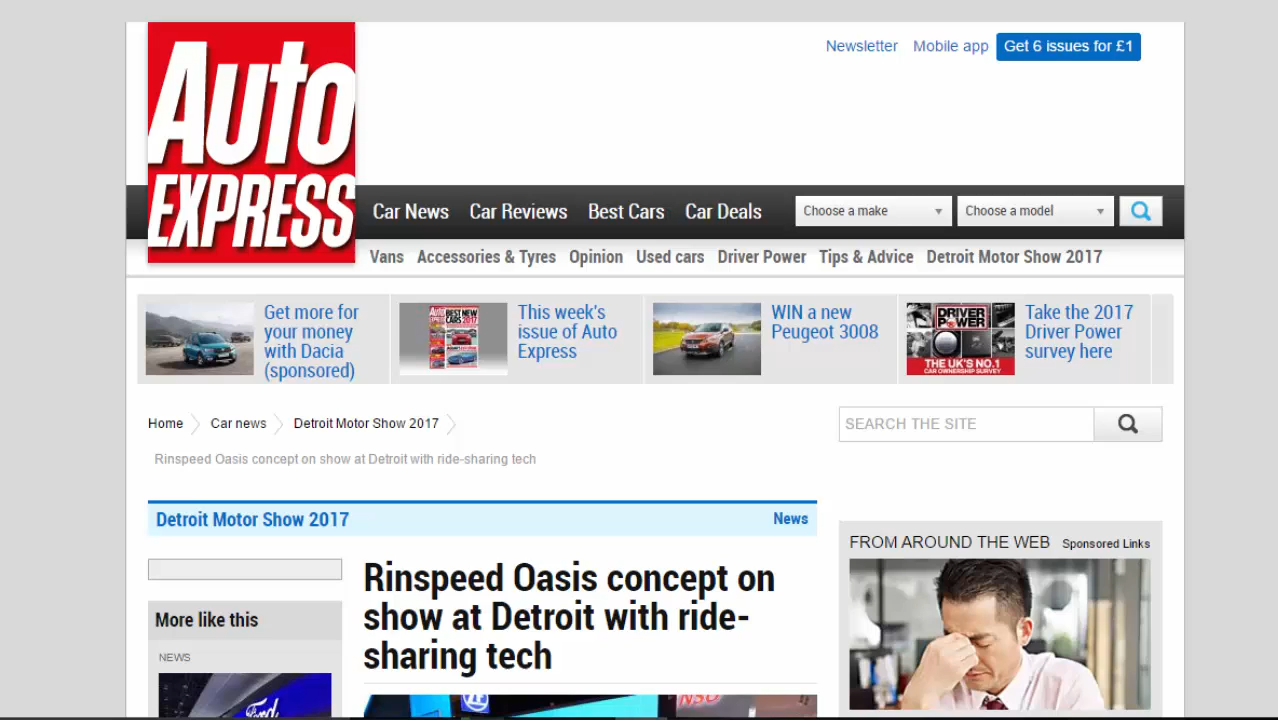 Newsletter Mobile app Get 6 issues for £1
Auto
EXPRESS
Car News Car Reviews Best Cars Car Deals Choose a make Choose a model
Vans Accessories & Tyres Opinion Used cars Driver Power Tips & Advice Detroit Motor Show 2017
Get more for
your money
with Dacia
(sponsored)
This week's
issue of Auto
Express
WIN a new
Peugeot 3008
DRIVER
POWER
THE UK'S NO.1
CAR OWNERSHIP SURVEY
Take the 2017
Driver Power
survey here
Home Car news Detroit Motor Show 2017
SEARCH THE SITE
Rinspeed Oasis concept on show at Detroit with ride-sharing tech
Detroit Motor Show 2017 News
FROM AROUND THE WEB Sponsored Links
Rinspeed Oasis concept on
show at Detroit with ride-
sharing tech
More like this
NEWS
Ford
ZF